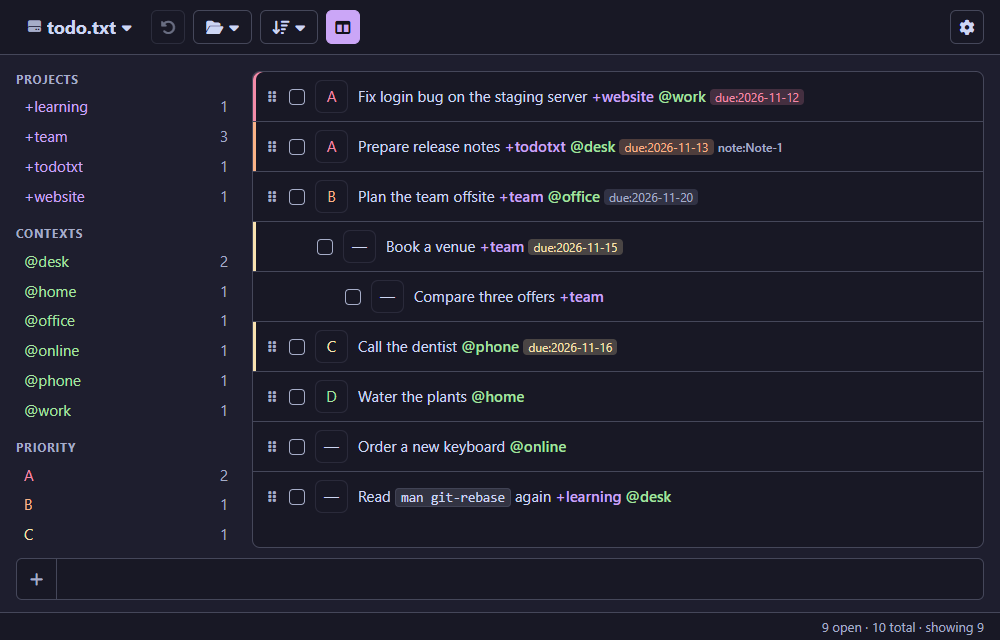 todo.txt
PROJECTS
+learning 1
+team 3
+todotxt 1
+website 1
CONTEXTS
@desk 2
@home 1
@office 1
@online 1
@phone 1
@work 1
PRIORITY
A 2
B 1
C 1
A Fix login bug on the staging server +website @work due:2026-11-12
A Prepare release notes +todotxt @desk due:2026-11-13 note:Note-1
B Plan the team offsite +team @office due:2026-11-20
— Book a venue +team due:2026-11-15
— Compare three offers +team
C Call the dentist @phone due:2026-11-16
D Water the plants @home
— Order a new keyboard @online
— Read man git-rebase again +learning @desk
+
9 open · 10 total · showing 9